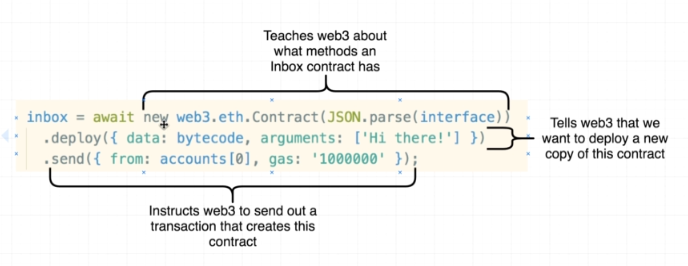 Teaches web3 about
what methods an
Inbox contract has
inbox = await new web3.eth.Contract(JSON.parse(interface))
.deploy({ data: bytecode, arguments: ['Hi there!'] })
.send({ from: accounts[0], gas: '1000000' });
Tells web3 that we
want to deploy a new
copy of this contract
Instructs web3 to send out a
transaction that creates this
contract